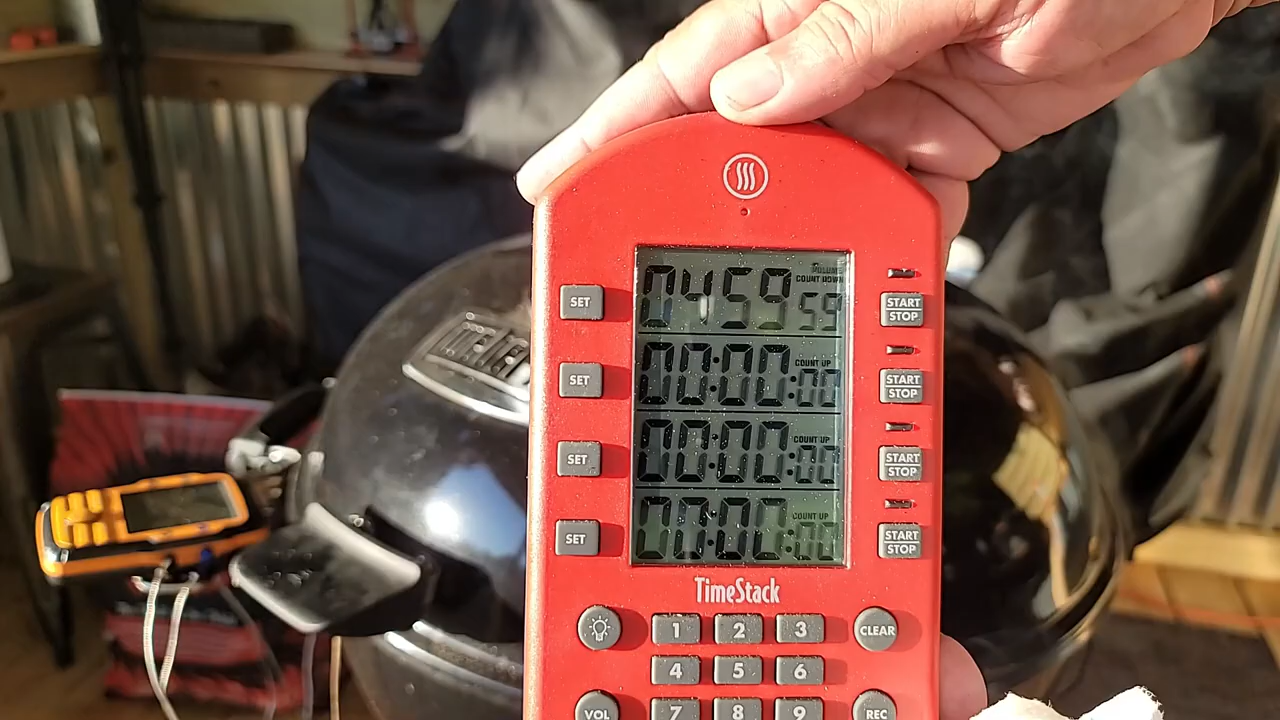 VOLUME
COUNT DOWN
SET 04 59 59 START STOP
COUNT UP
SET 00:00:00 START STOP
COUNT UP
SET 00:00:00 START STOP
COUNT UP
SET 00:00:00 START STOP
TimeStack
1 2 3 CLEAR
4 5 6
VOL 7 8 9 REC